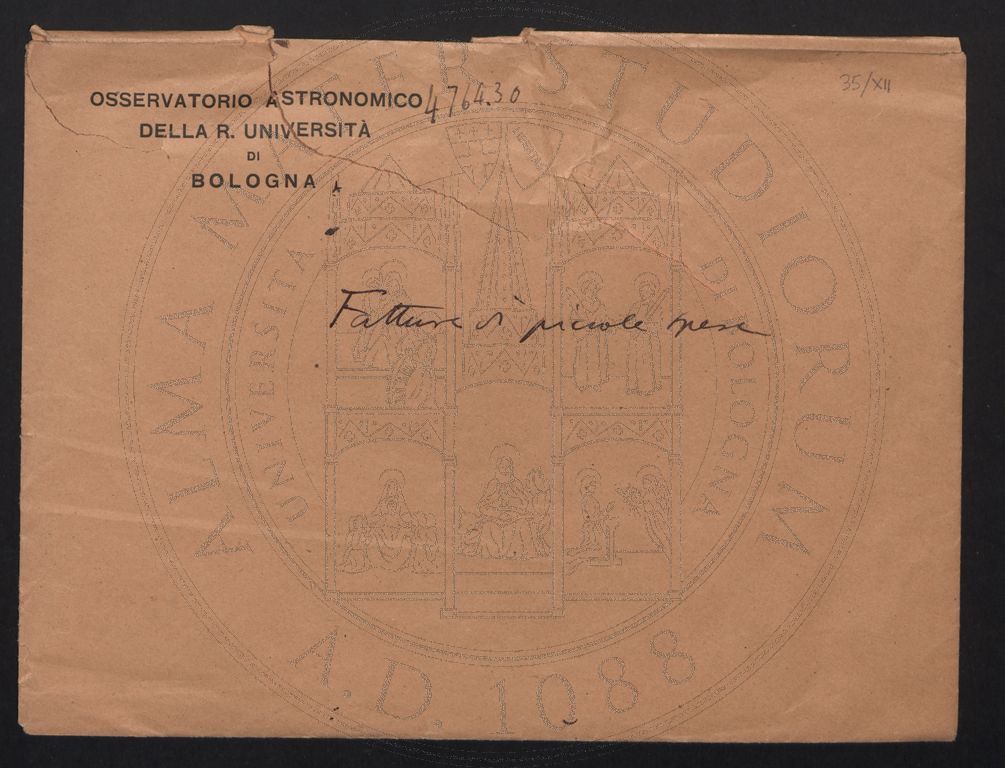 OSSERVATORIO ASTRONOMICO 4764.30
DELLA R. UNIVERSITÀ
DI
BOLOGNA
35/XII
Fatture di piccole spese
ALMA MATER STUDIORUM
UNIVERSITA DI BOLOGNA
A.D. 1088